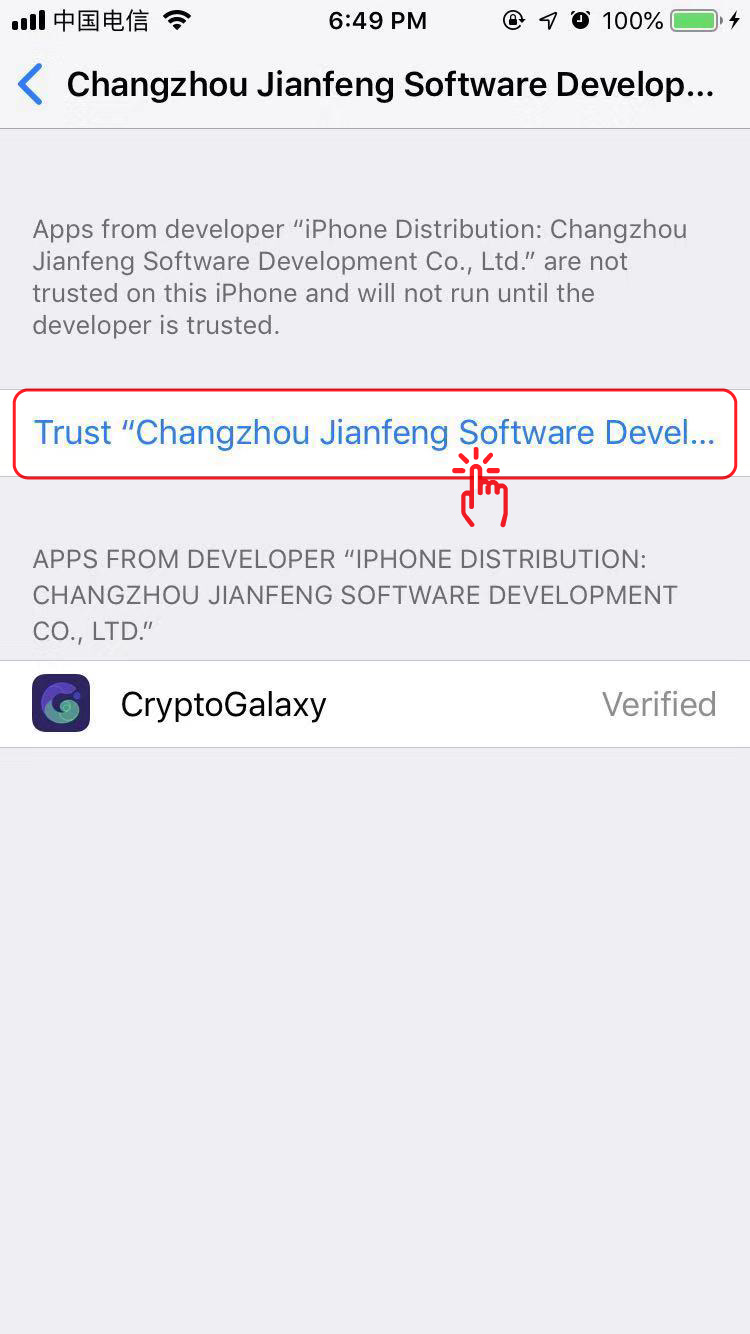 中国电信 6:49 PM 100%
Changzhou Jianfeng Software Develop...
Apps from developer “iPhone Distribution: Changzhou
Jianfeng Software Development Co., Ltd.” are not
trusted on this iPhone and will not run until the
developer is trusted.
Trust “Changzhou Jianfeng Software Devel...
APPS FROM DEVELOPER “IPHONE DISTRIBUTION:
CHANGZHOU JIANFENG SOFTWARE DEVELOPMENT
CO., LTD.”
CryptoGalaxy Verified